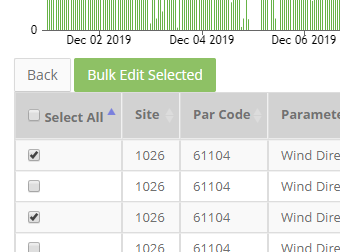 0
Dec 02 2019 Dec 04 2019 Dec 06 2019
Back Bulk Edit Selected
Select All Site Par Code Paramete
1026 61104 Wind Dire
1026 61104 Wind Dire
1026 61104 Wind Dire
1026 61104 Wind Dire